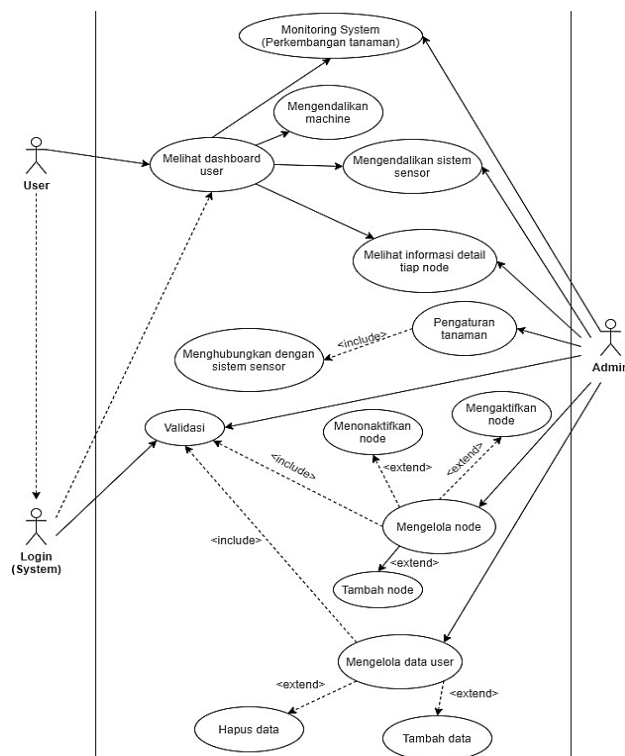 Monitoring System
(Perkembangan tanaman)
Mengendalikan
machine
Melihat dashboard
user
Mengendalikan sistem
sensor
User
Melihat informasi detail
tiap node
Pengaturan
tanaman
<include>
Menghubungkan dengan
sistem sensor
Admin
Validasi
Menonaktifkan
node
Mengaktifkan
node
<include>
<extend>
<extend>
Mengelola node
Login
(System)
<include>
<extend>
Tambah node
Mengelola data user
<extend>
<extend>
Hapus data
Tambah data